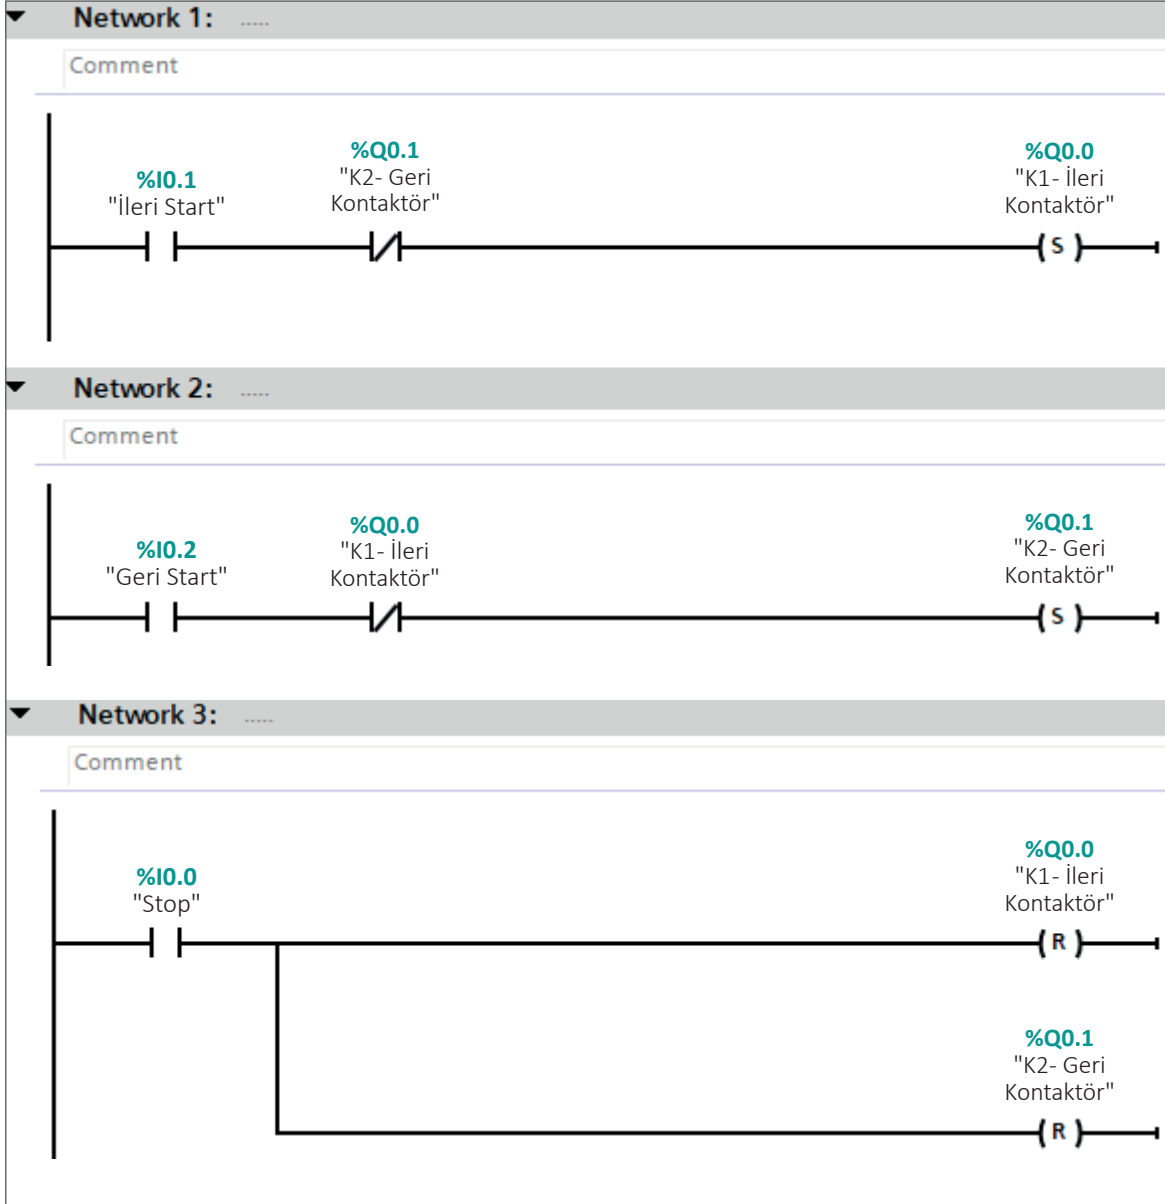 Network 1: .....
Comment
%I0.1
"İleri Start"
%Q0.1
"K2- Geri
Kontaktör"
%Q0.0
"K1- İleri
Kontaktör"
S
Network 2: .....
Comment
%I0.2
"Geri Start"
%Q0.0
"K1- İleri
Kontaktör"
%Q0.1
"K2- Geri
Kontaktör"
S
Network 3: .....
Comment
%I0.0
"Stop"
%Q0.0
"K1- İleri
Kontaktör"
R
%Q0.1
"K2- Geri
Kontaktör"
R